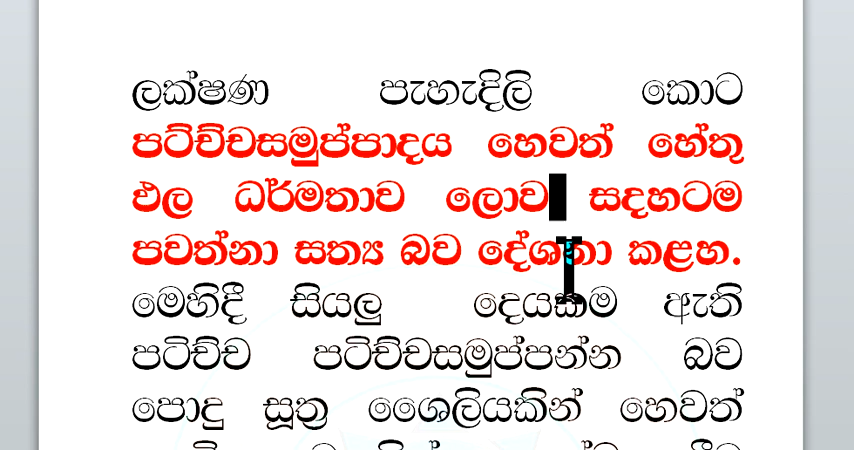 ලක්ෂණ පැහැදිලි කොට
පටිච්චසමුප්පාදය හෙවත් හේතු
ඵල ධර්මතාව ලොව සදහටම
පවත්නා සත්‍ය බව දේශනා කළහ.
මෙහිදී සියලු දෙයකම ඇති
පටිච්ච පටිච්චසමුප්පන්න බව
පොදු සූත්‍ර ශෛලියකින් හෙවත්